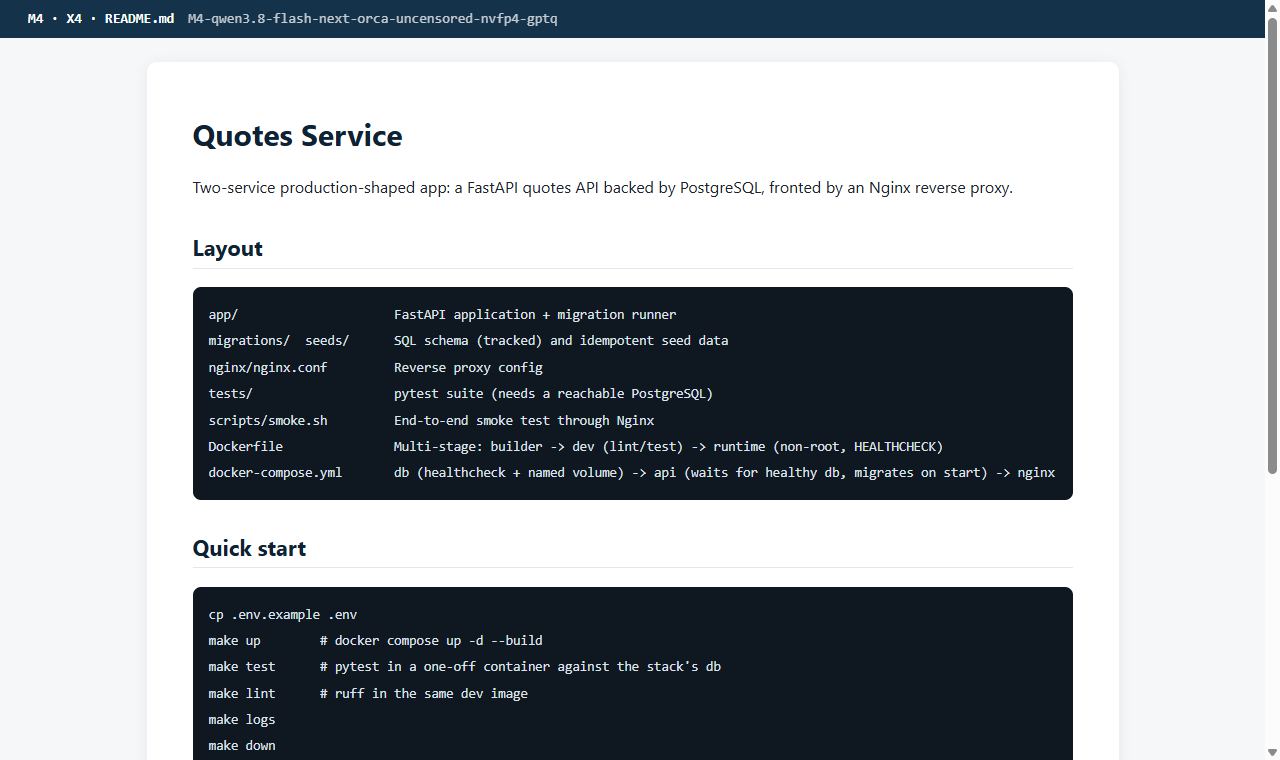 M4 · X4 · README.md M4-qwen3.8-flash-next-orca-uncensored-nvfp4-gptq
Quotes Service
Two-service production-shaped app: a FastAPI quotes API backed by PostgreSQL, fronted by an Nginx reverse proxy.
Layout
app/                     FastAPI application + migration runner
migrations/  seeds/      SQL schema (tracked) and idempotent seed data
nginx/nginx.conf         Reverse proxy config
tests/                   pytest suite (needs a reachable PostgreSQL)
scripts/smoke.sh         End-to-end smoke test through Nginx
Dockerfile               Multi-stage: builder -> dev (lint/test) -> runtime (non-root, HEALTHCHECK)
docker-compose.yml       db (healthcheck + named volume) -> api (waits for healthy db, migrates on start) -> nginx
Quick start
cp .env.example .env
make up        # docker compose up -d --build
make test      # pytest in a one-off container against the stack's db
make lint      # ruff in the same dev image
make logs
make down